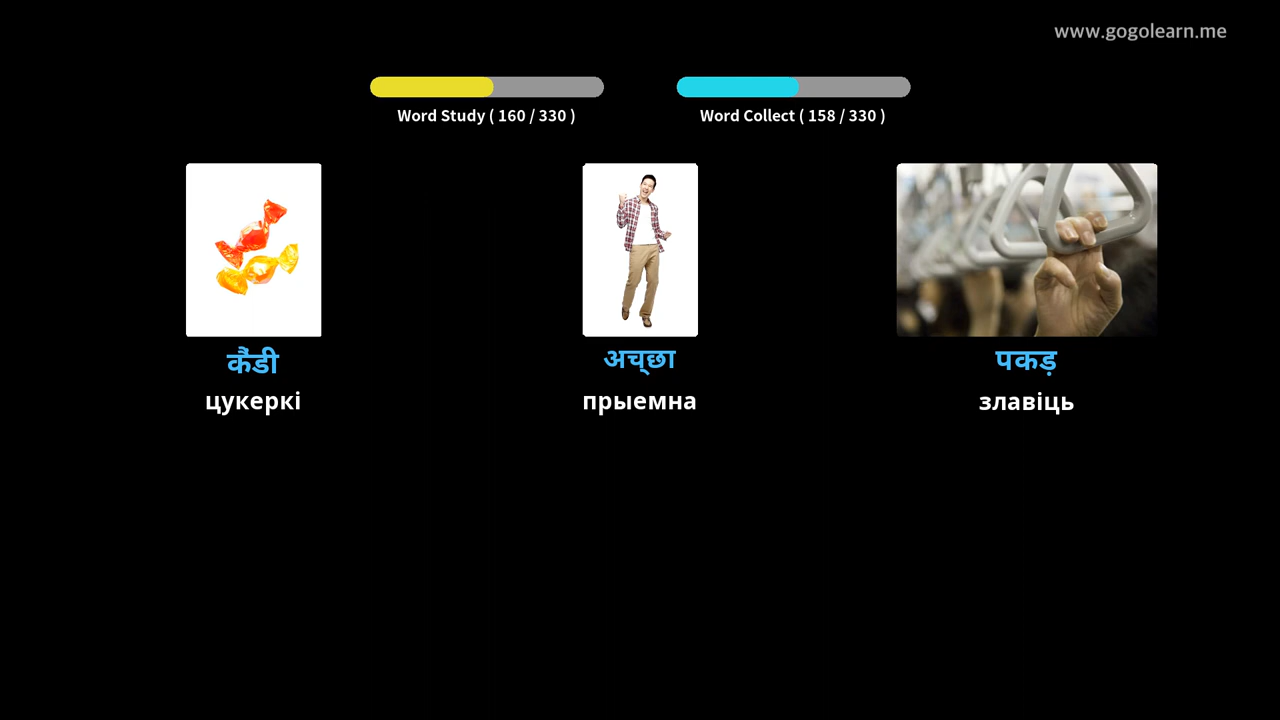 www.gogolearn.me
Word Study ( 160 / 330 )
Word Collect ( 158 / 330 )
कैंडी
अच्छा
पकड़
цукеркі
прыемна
злавіць